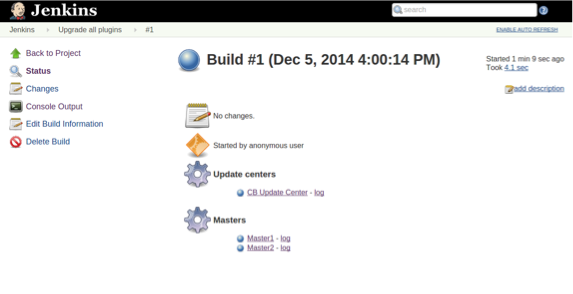 Jenkins
search
Jenkins › Upgrade all plugins › #1
ENABLE AUTO REFRESH
Back to Project
Status
Changes
Console Output
Edit Build Information
Delete Build
Build #1 (Dec 5, 2014 4:00:14 PM)
Started 1 min 9 sec ago
Took 4.1 sec
add description
No changes.
Started by anonymous user
Update centers
CB Update Center - log
Masters
Master1 - log
Master2 - log